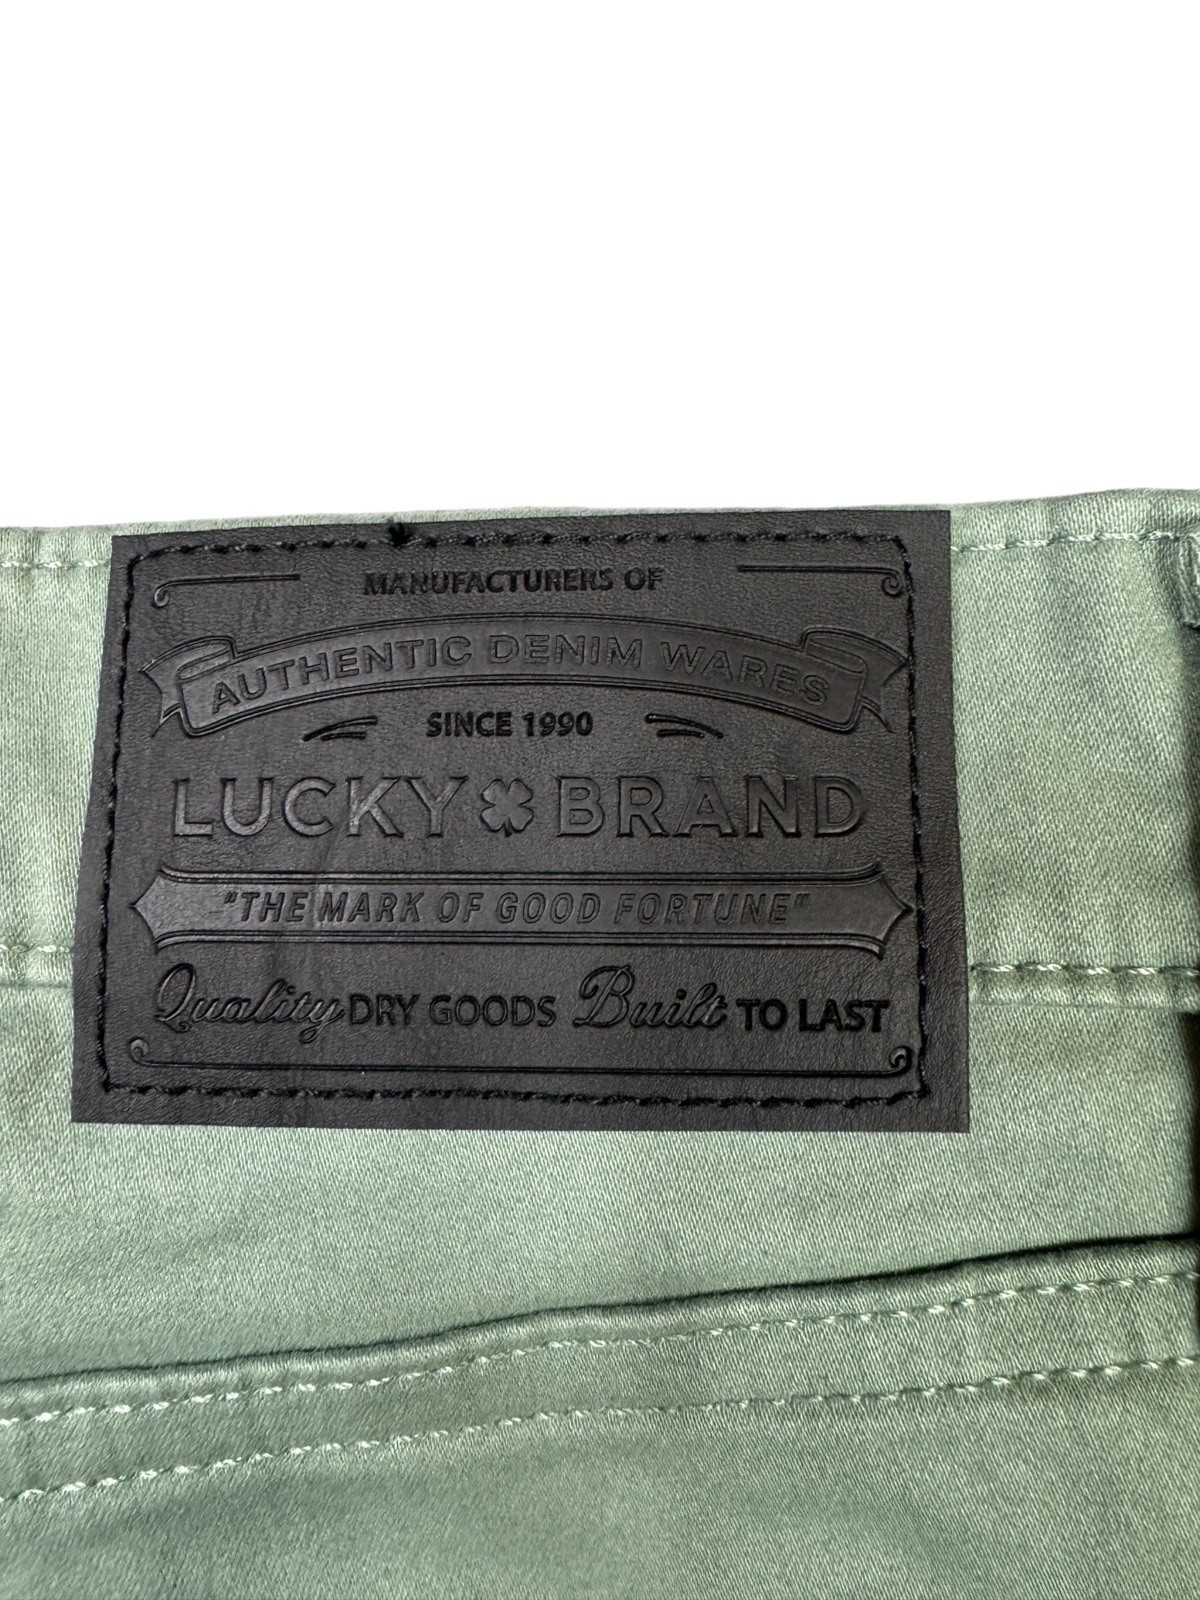 MANUFACTURERS OF
AUTHENTIC DENIM WARES
SINCE 1990
LUCKY BRAND
"THE MARK OF GOOD FORTUNE"
Quality DRY GOODS Built TO LAST